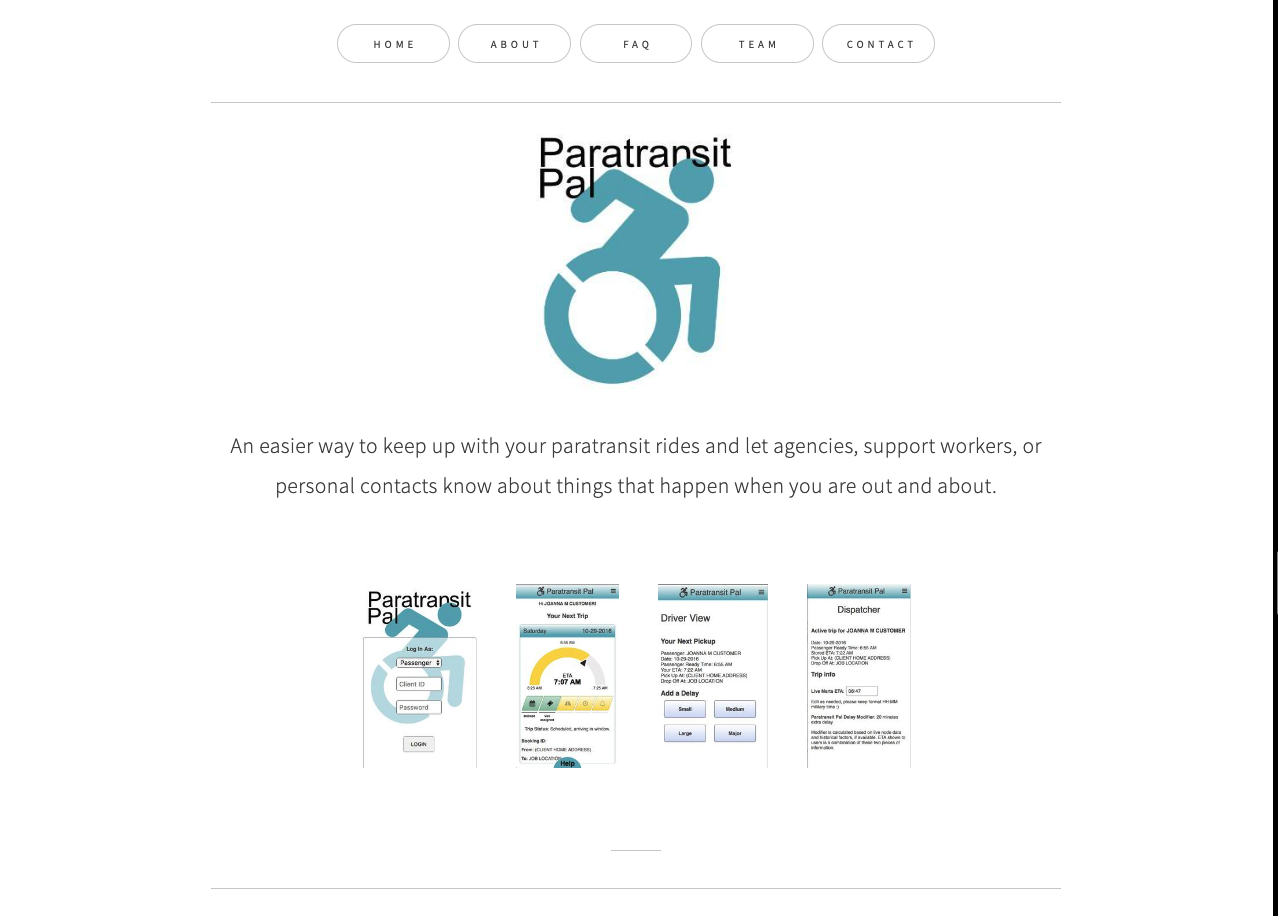 HOME
ABOUT
FAQ
TEAM
CONTACT
Paratransit
Pal
An easier way to keep up with your paratransit rides and let agencies, support workers, or
personal contacts know about things that happen when you are out and about.
Paratransit
Pal
Log In As:
Passenger
Client ID
Password
LOGIN
Paratransit Pal
Hi JOANNA M CUSTOMER!
Your Next Trip
Saturday 10-29-2016
6:55 AM
ETA
7:07 AM
6:25 AM 7:25 AM
Trip Status: Scheduled, arriving in window.
Booking ID:
From: (CLIENT HOME ADDRESS)
To: JOB LOCATION
Help
Paratransit Pal
Driver View
Your Next Pickup
Passenger: JOANNA M CUSTOMER
Date: 10-29-2016
Passenger Ready Time: 6:55 AM
Your ETA: 7:22 AM
Pick Up At: (CLIENT HOME ADDRESS)
Drop Off At: JOB LOCATION
Add a Delay
Small Medium
Large Major
Paratransit Pal
Dispatcher
Active trip for JOANNA M CUSTOMER
Date: 10-29-2016
Passenger Ready Time: 6:55 AM
Stored ETA: 7:02 AM
Pick Up At: (CLIENT HOME ADDRESS)
Drop Off At: JOB LOCATION
Trip info
Live Marta ETA: 06:47
Edit as needed, please keep format HH:MM
military time :)
Paratransit Pal Delay Modifier: 20 minutes
extra delay
Modifier is calculated based on live node data
and historical factors, if available. ETA shown to
users is a combination of these two pieces of
information.